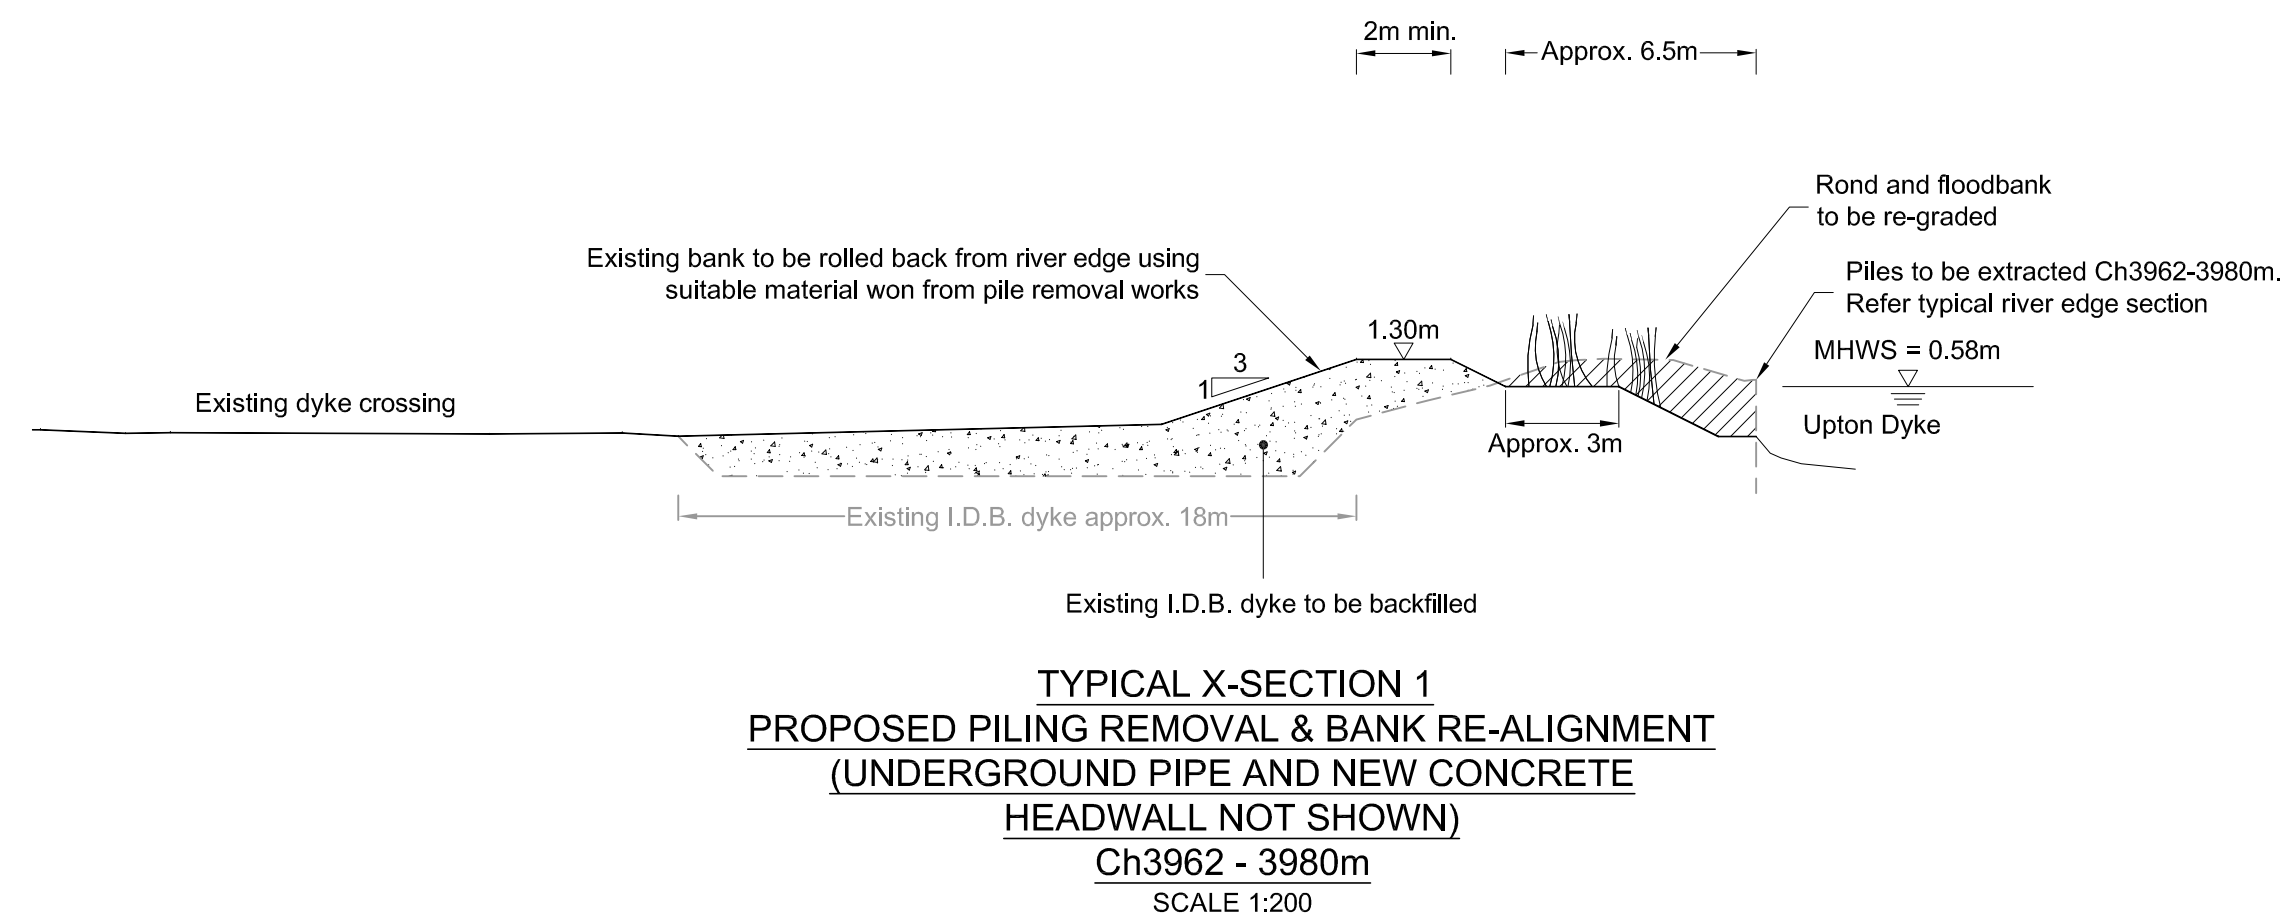 2m min.
Approx. 6.5m
Rond and floodbank
to be re-graded
Existing bank to be rolled back from river edge using
suitable material won from pile removal works
Piles to be extracted Ch3962-3980m.
Refer typical river edge section
1.30m
MHWS = 0.58m
3
1
Existing dyke crossing
Upton Dyke
Approx. 3m
Existing I.D.B. dyke approx. 18m
Existing I.D.B. dyke to be backfilled
TYPICAL X-SECTION 1
PROPOSED PILING REMOVAL & BANK RE-ALIGNMENT
(UNDERGROUND PIPE AND NEW CONCRETE
HEADWALL NOT SHOWN)
Ch3962 - 3980m
SCALE 1:200